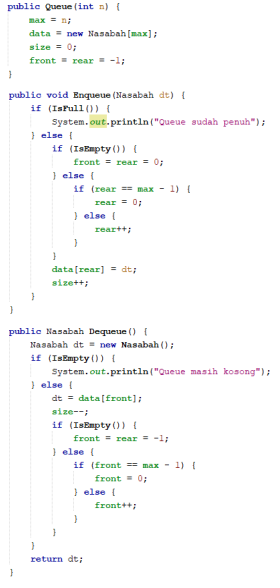 public Queue(int n) {
    max = n;
    data = new Nasabah[max];
    size = 0;
    front = rear = -1;
}
public void Enqueue(Nasabah dt) {
    if (IsFull()) {
        System.out.println("Queue sudah penuh");
    } else {
        if (IsEmpty()) {
            front = rear = 0;
        } else {
            if (rear == max - 1) {
                rear = 0;
            } else {
                rear++;
            }
        }
        data[rear] = dt;
        size++;
    }
}
public Nasabah Dequeue() {
    Nasabah dt = new Nasabah();
    if (IsEmpty()) {
        System.out.println("Queue masih kosong");
    } else {
        dt = data[front];
        size--;
        if (IsEmpty()) {
            front = rear = -1;
        } else {
            if (front == max - 1) {
                front = 0;
            } else {
                front++;
            }
        }
    }
    return dt;
}